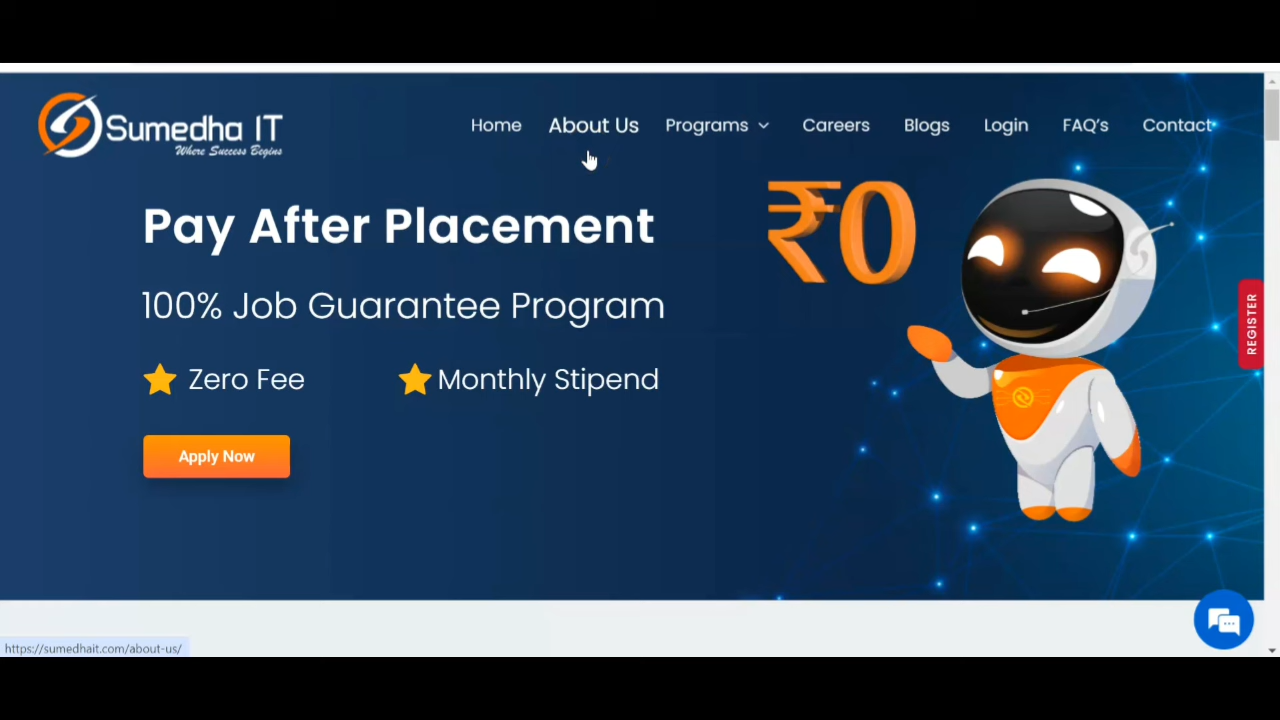 Sumedha IT
Where Success Begins
Home About Us Programs Careers Blogs Login FAQ's Contact
Pay After Placement
₹0
100% Job Guarantee Program
Zero Fee Monthly Stipend
Apply Now
REGISTER
https://sumedhait.com/about-us/